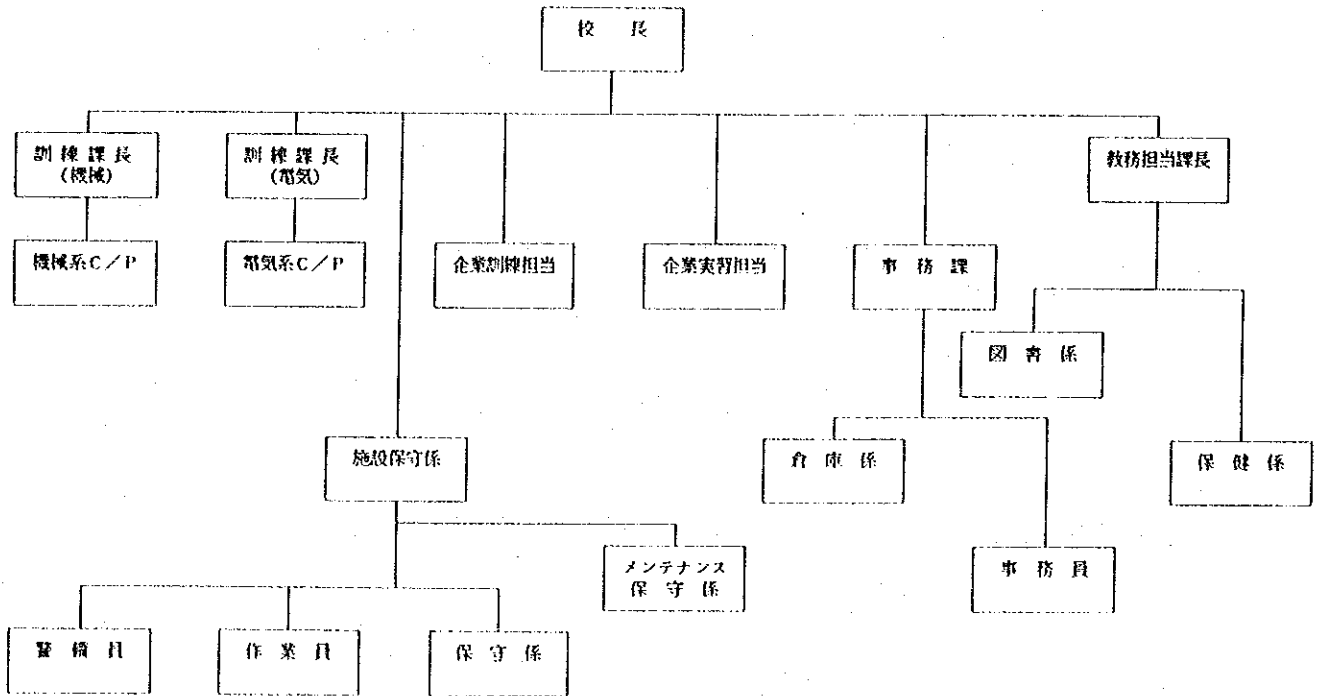 校 長
訓練課長
(機械)
訓練課長
(電気)
教務担当課長
機械系C/P
電気系C/P
企業訓練担当
企業実習担当
事 務 課
図 書 係
施設保守係
倉 庫 係
保 健 係
メンテナンス
保 守 係
事 務 員
警 備 員
作 業 員
保 守 係